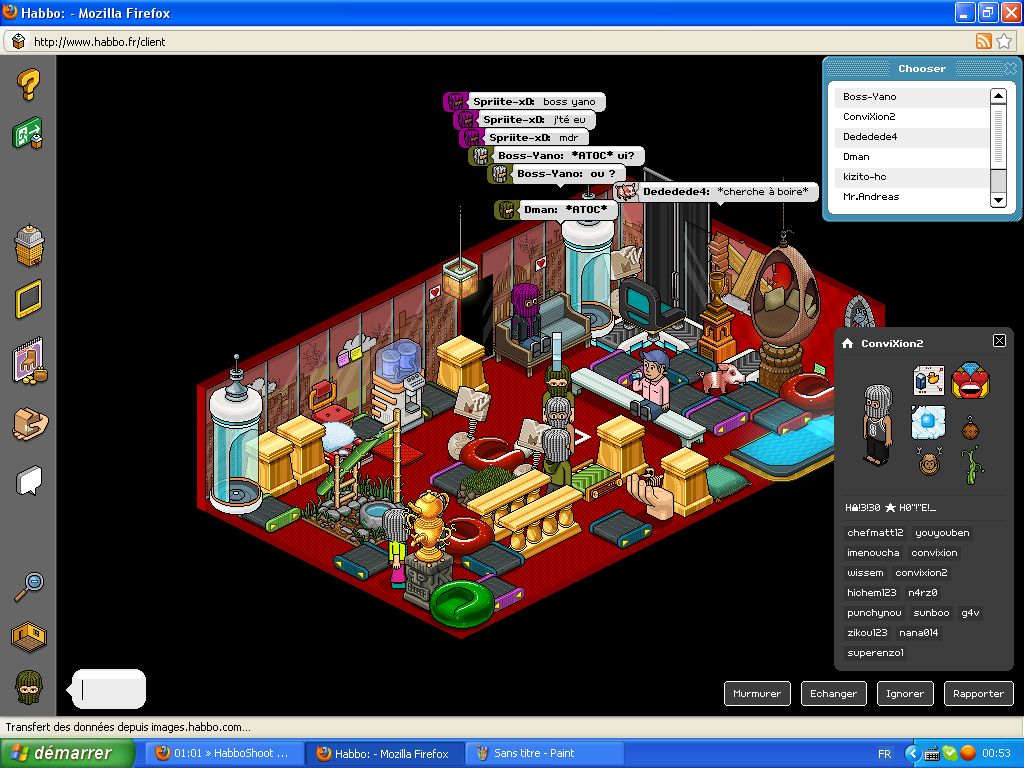 Habbo: - Mozilla Firefox
http://www.habbo.fr/client
Chooser
Boss-Yano
ConviXion2
Dededede4
Dman
kizito-hc
Mr.Andreas
Spriite-xD: boss yano
Spriite-xD: j'té eu
Spriite-xD: mdr
Boss-Yano: *ATOC* ui?
Boss-Yano: ou ?
Dededede4: *cherche à boire*
Dman: *ATOC*
ConviXion2
chefmatt12 youyouben
imenoucha convixion
wissem convixion2
hichem123 n4rz0
punchynou sunboo g4v
zikou123 nana014
superenzo1
Murmurer Echanger Ignorer Rapporter
Transfert des données depuis images.habbo.com...
démarrer
01:01 » HabboShoot ...
Habbo: - Mozilla Firefox
Sans titre - Paint
FR
00:53